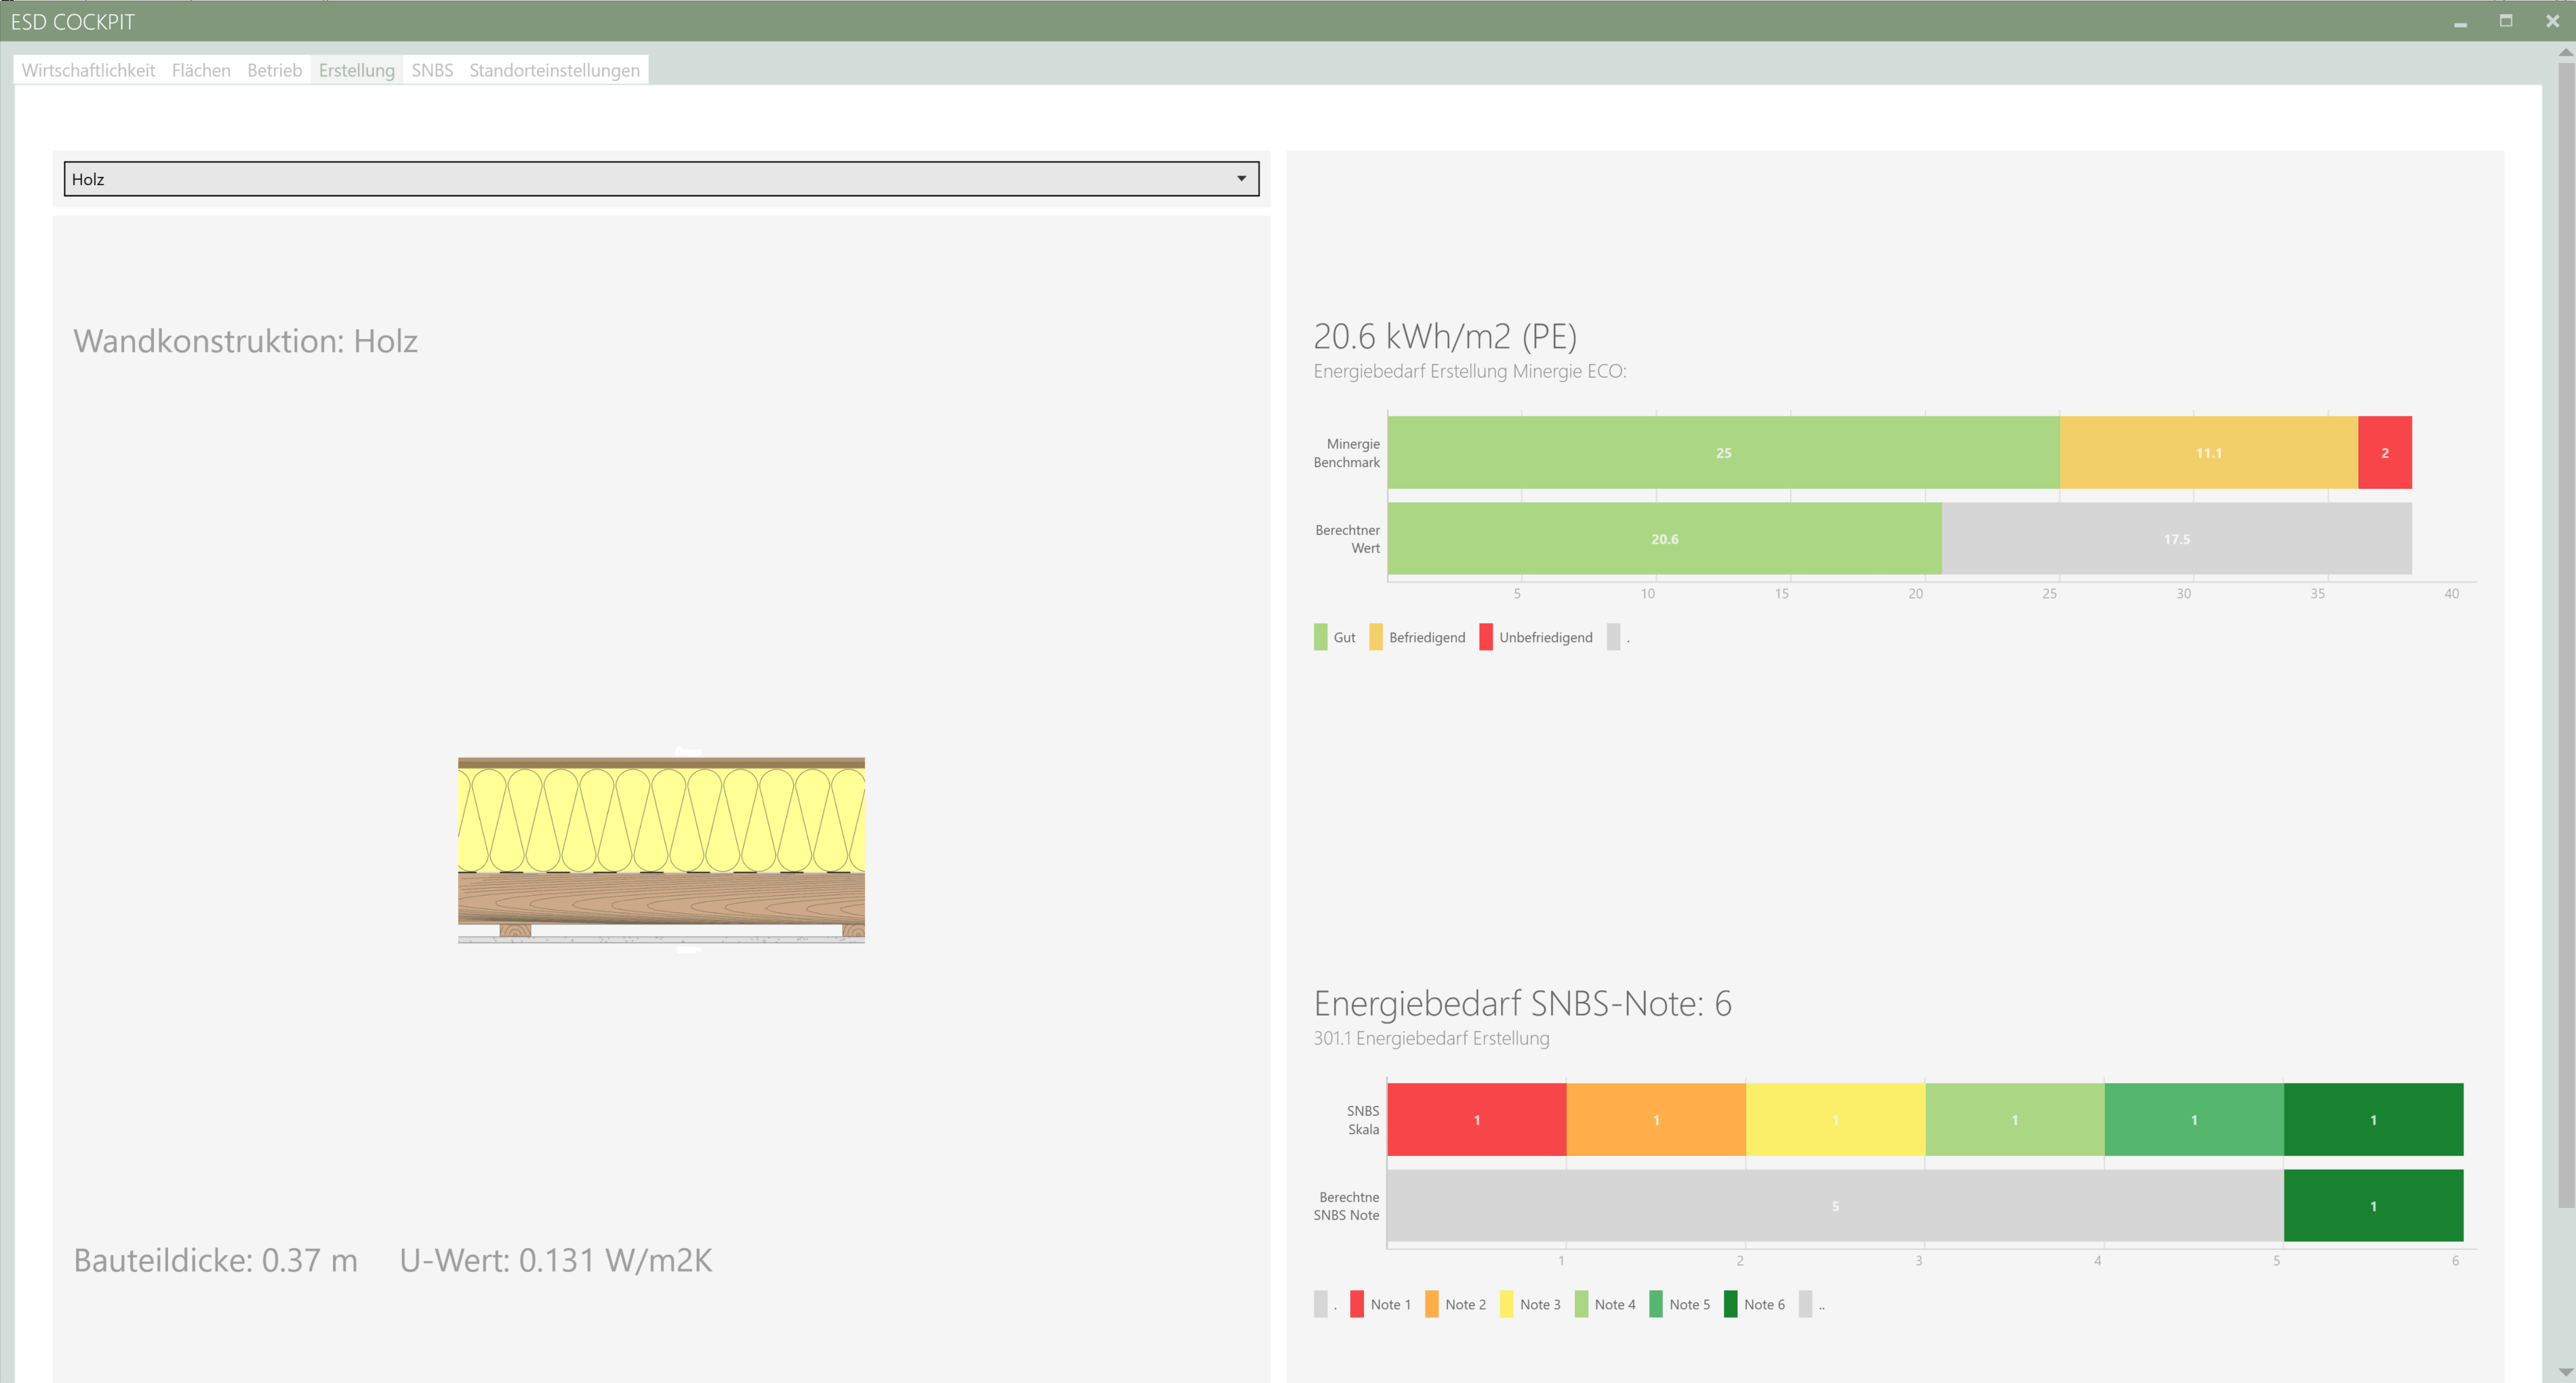 ESD COCKPIT
Wirtschaftlichkeit Flächen Betrieb Erstellung SNBS Standorteinstellungen
Holz
Wandkonstruktion: Holz
Bauteildicke: 0.37 m U-Wert: 0.131 W/m2K
20.6 kWh/m2 (PE)
Energiebedarf Erstellung Minergie ECO:
Minergie
Benchmark
25 11.1 2
Berechtner
Wert
20.6 17.5
5 10 15 20 25 30 35 40
Gut Befriedigend Unbefriedigend .
Energiebedarf SNBS-Note: 6
301.1 Energiebedarf Erstellung
SNBS
Skala
1 1 1 1 1 1
Berechtne
SNBS Note
5 1
1 2 3 4 5 6
. Note 1 Note 2 Note 3 Note 4 Note 5 Note 6 ..